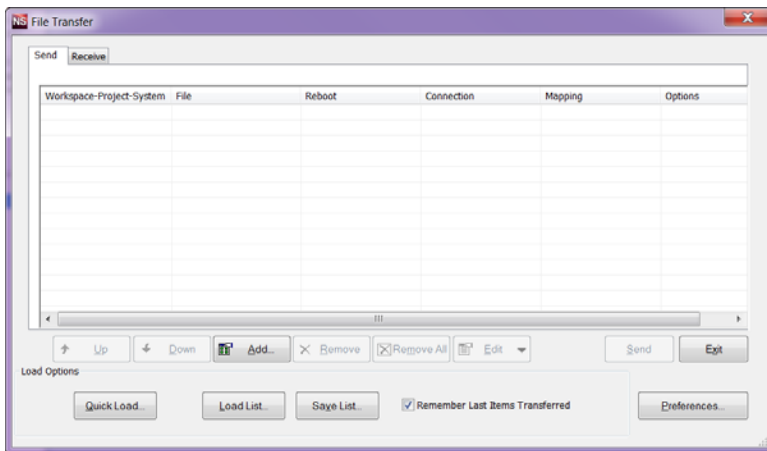 NS File Transfer
Send Receive
Workspace-Project-System File Reboot Connection Mapping Options
Up Down Add... Remove Remove All Edit Send Exit
Load Options
Quick Load... Load List... Save List... Remember Last Items Transferred Preferences...